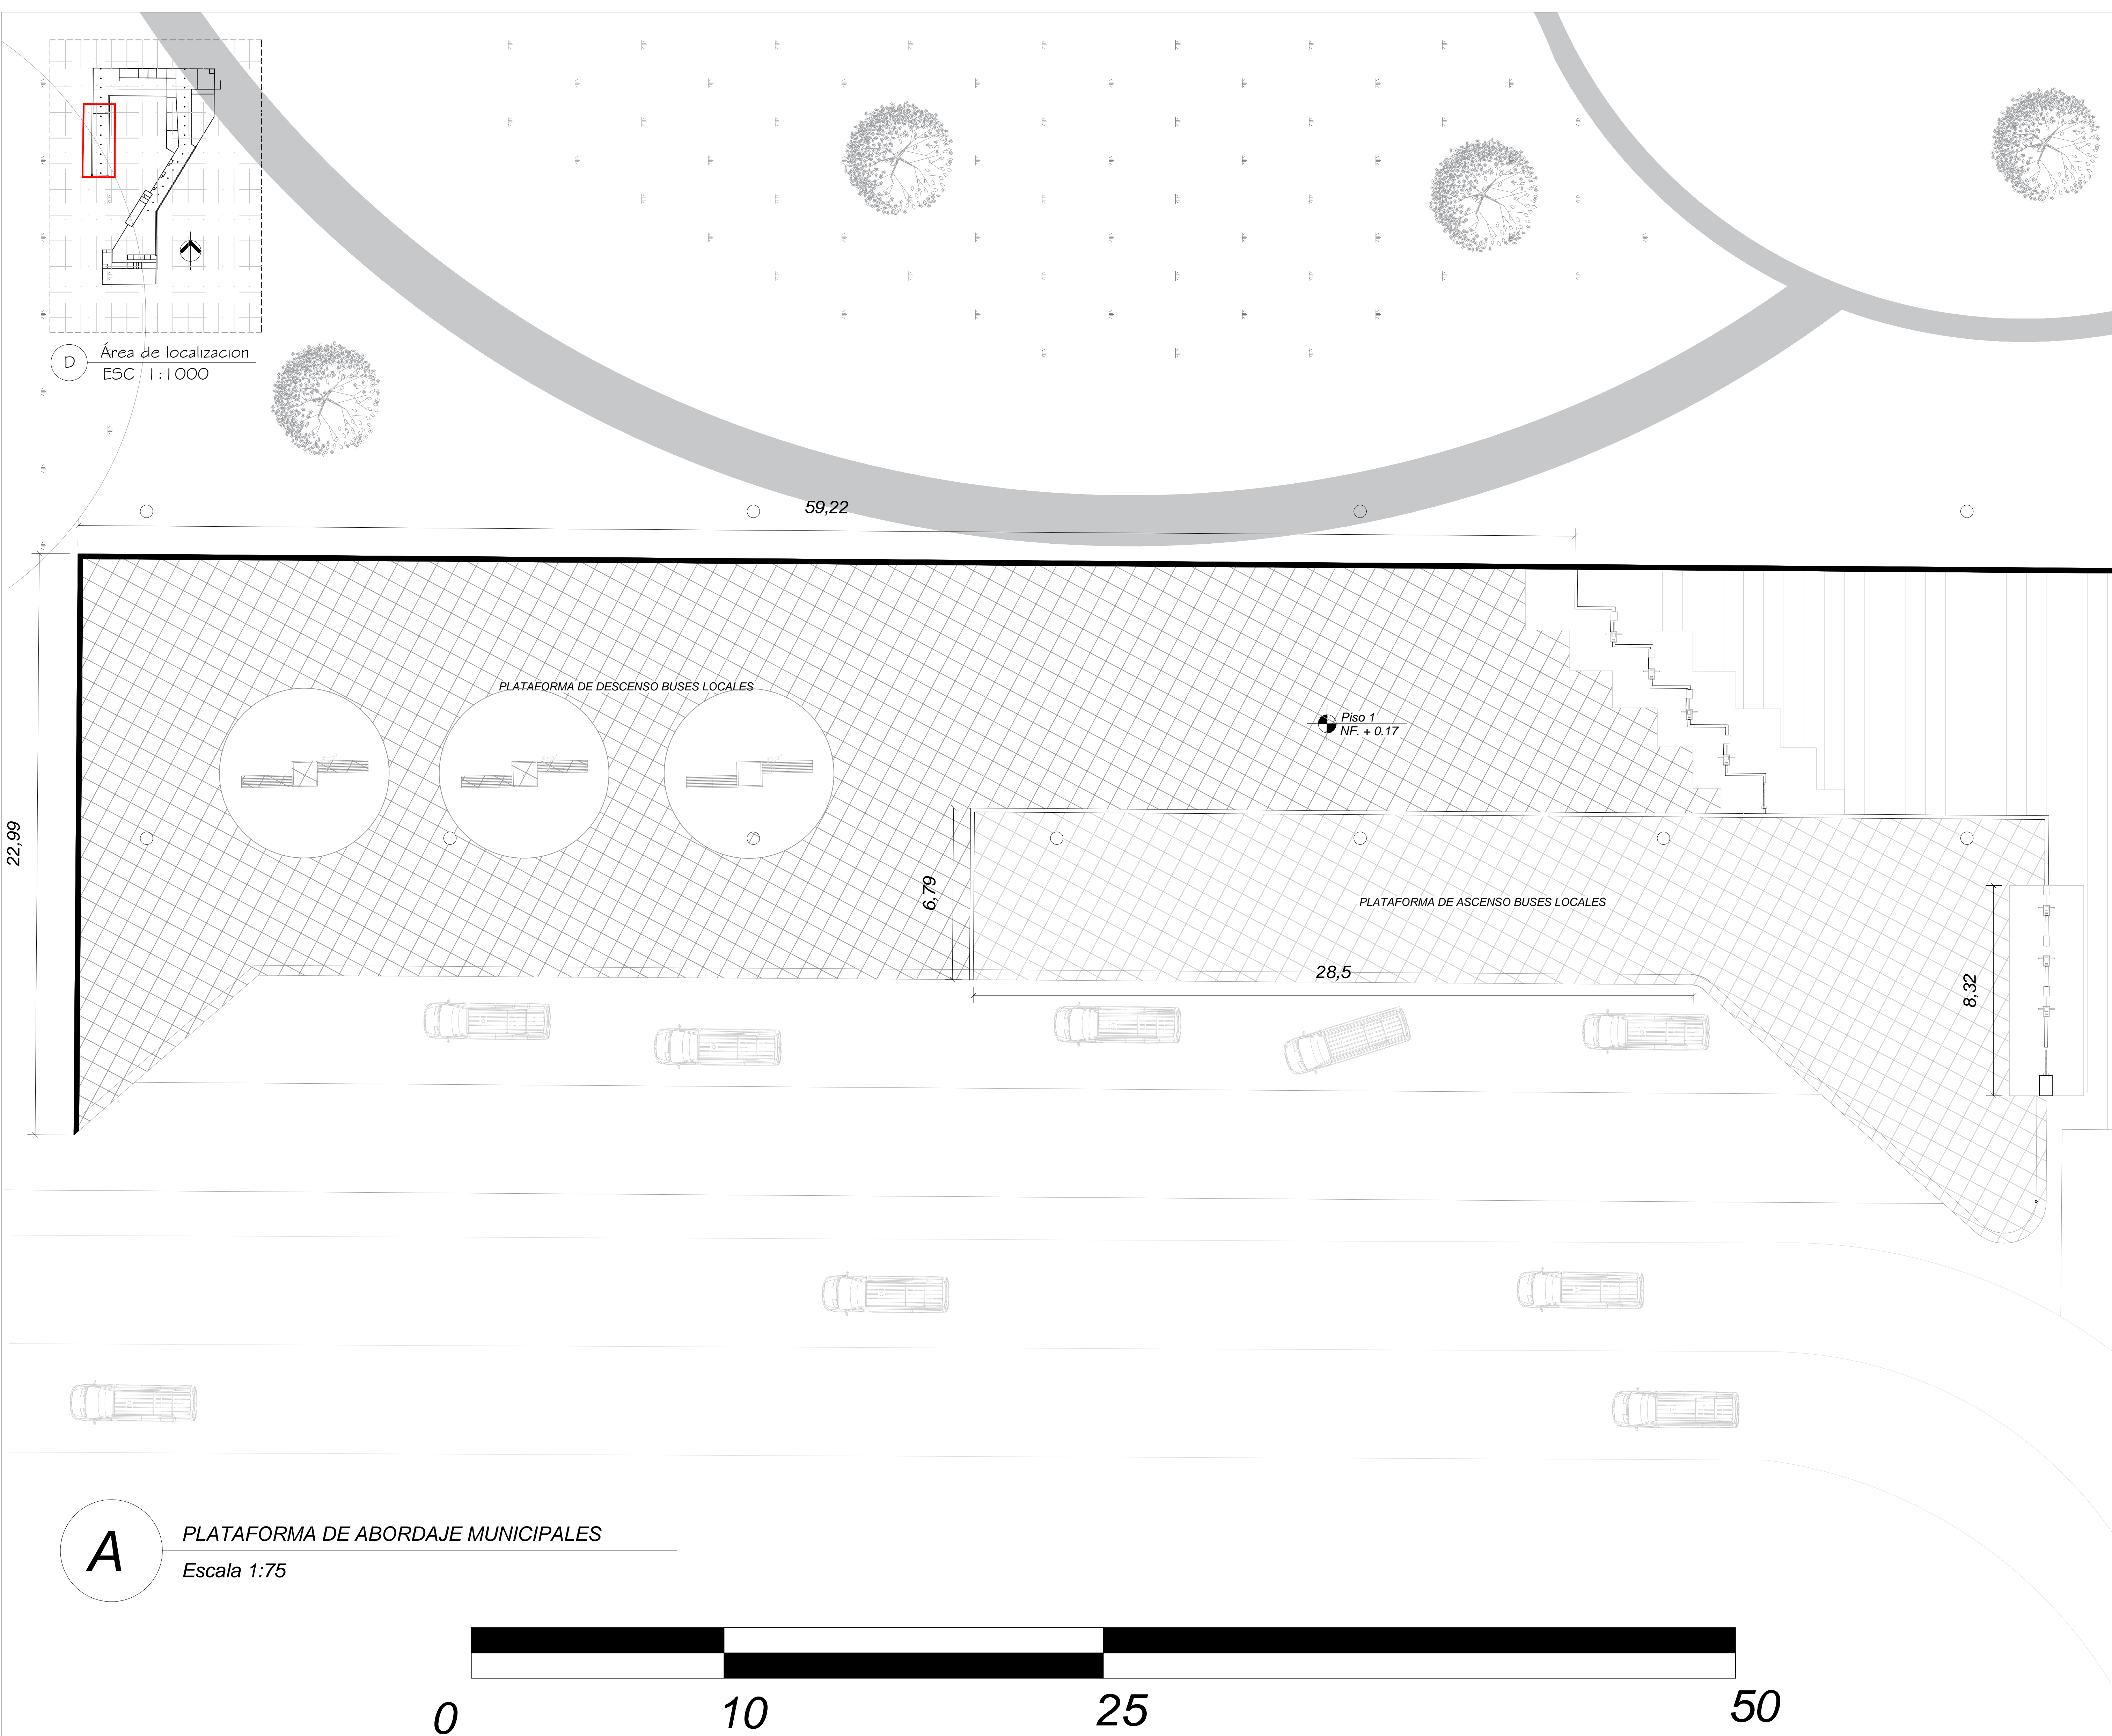 D
Área de localizacion
ESC 1:1000
59,22
PLATAFORMA DE DESCENSO BUSES LOCALES
Piso 1
NF. + 0.17
22,99
6,79
PLATAFORMA DE ASCENSO BUSES LOCALES
28,5
8,32
A
PLATAFORMA DE ABORDAJE MUNICIPALES
Escala 1:75
0
10
25
50